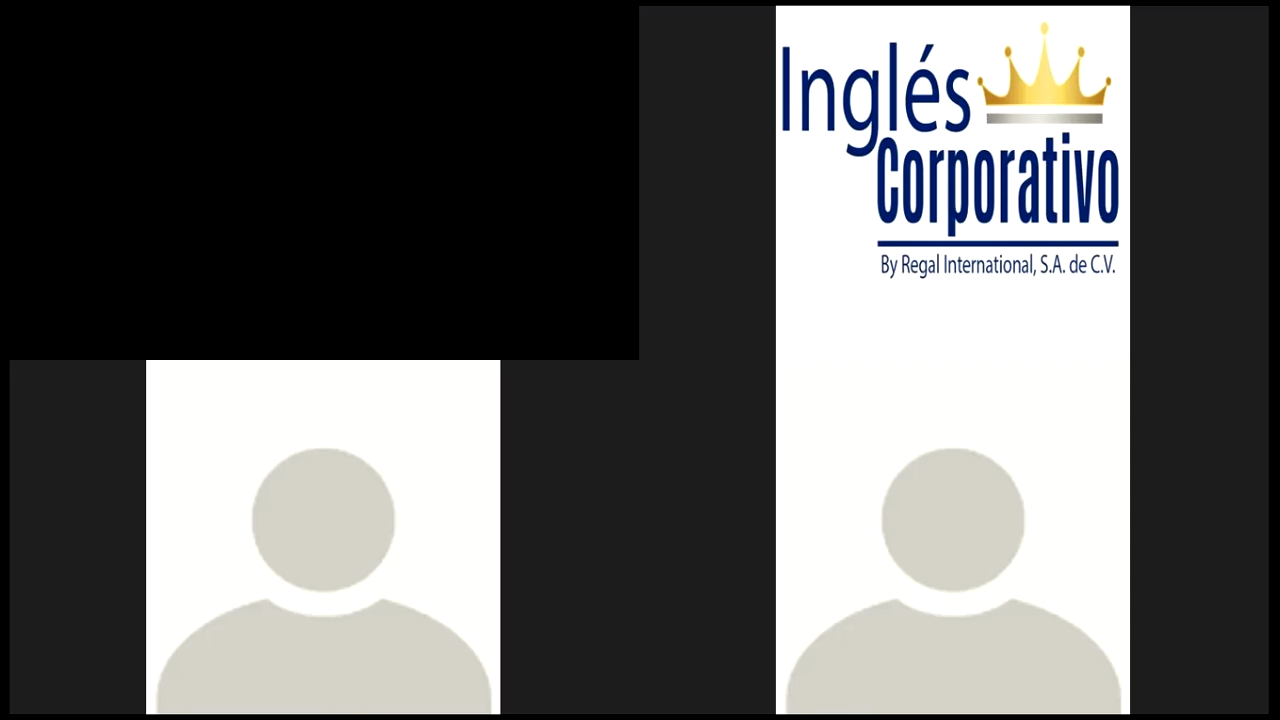 Inglés
Corporativo
By Regal International, S.A. de C.V.